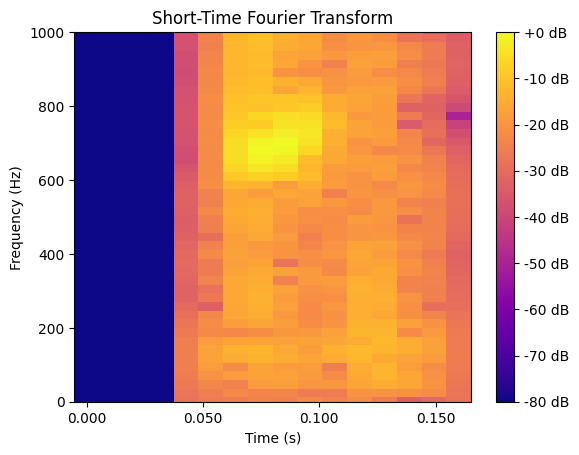 Short-Time Fourier Transform
1000
800
600
400
200
0
Frequency (Hz)
0.000
0.050
0.100
0.150
Time (s)
+0 dB
-10 dB
-20 dB
-30 dB
-40 dB
-50 dB
-60 dB
-70 dB
-80 dB